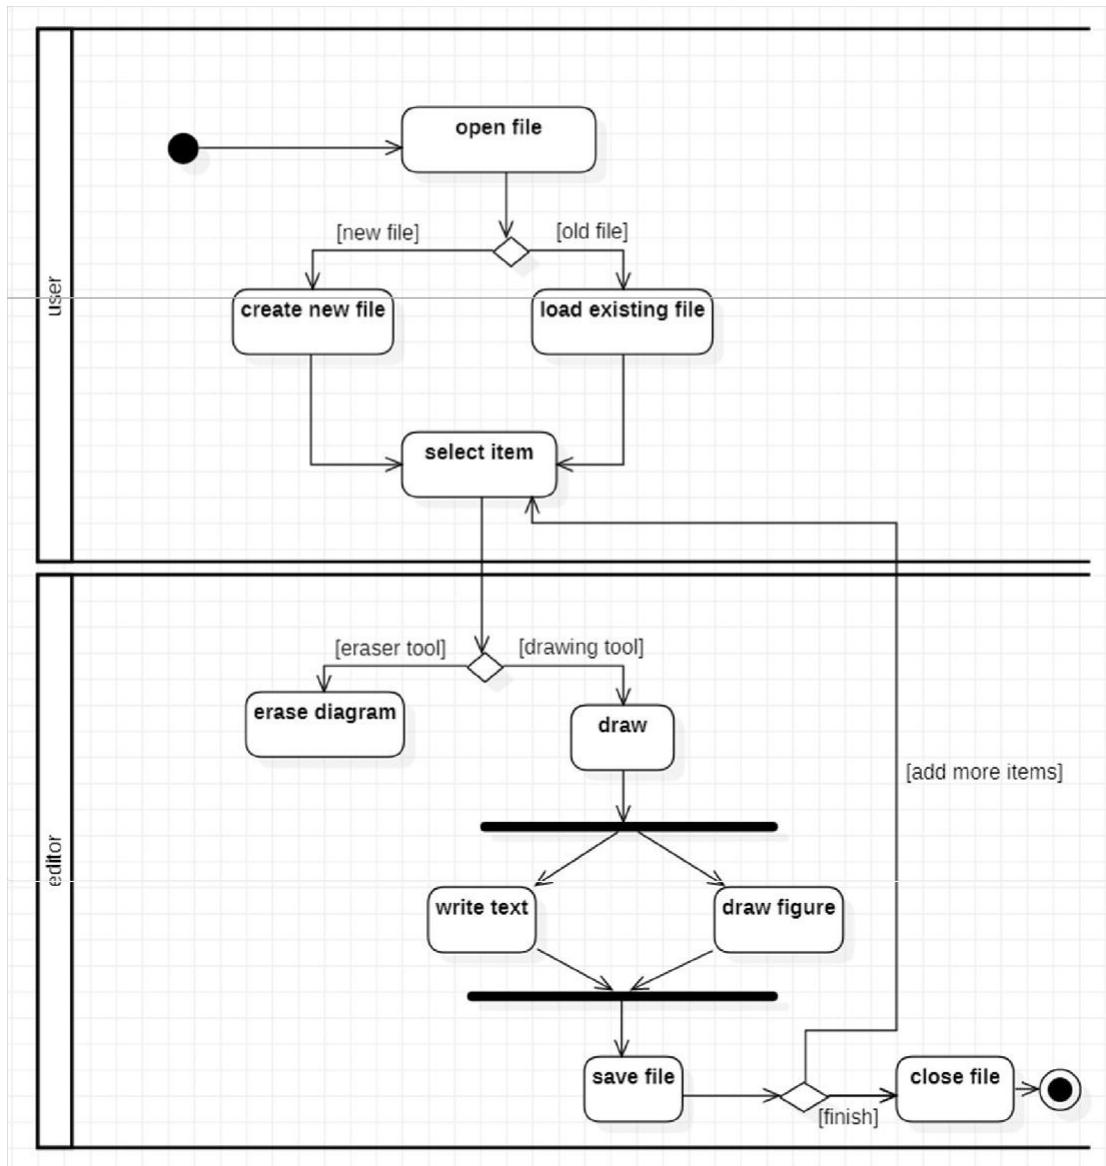 open file
[new file]
[old file]
user
create new file
load existing file
select item
[eraser tool]
[drawing tool]
erase diagram
draw
[add more items]
editor
write text
draw figure
save file
close file
[finish]